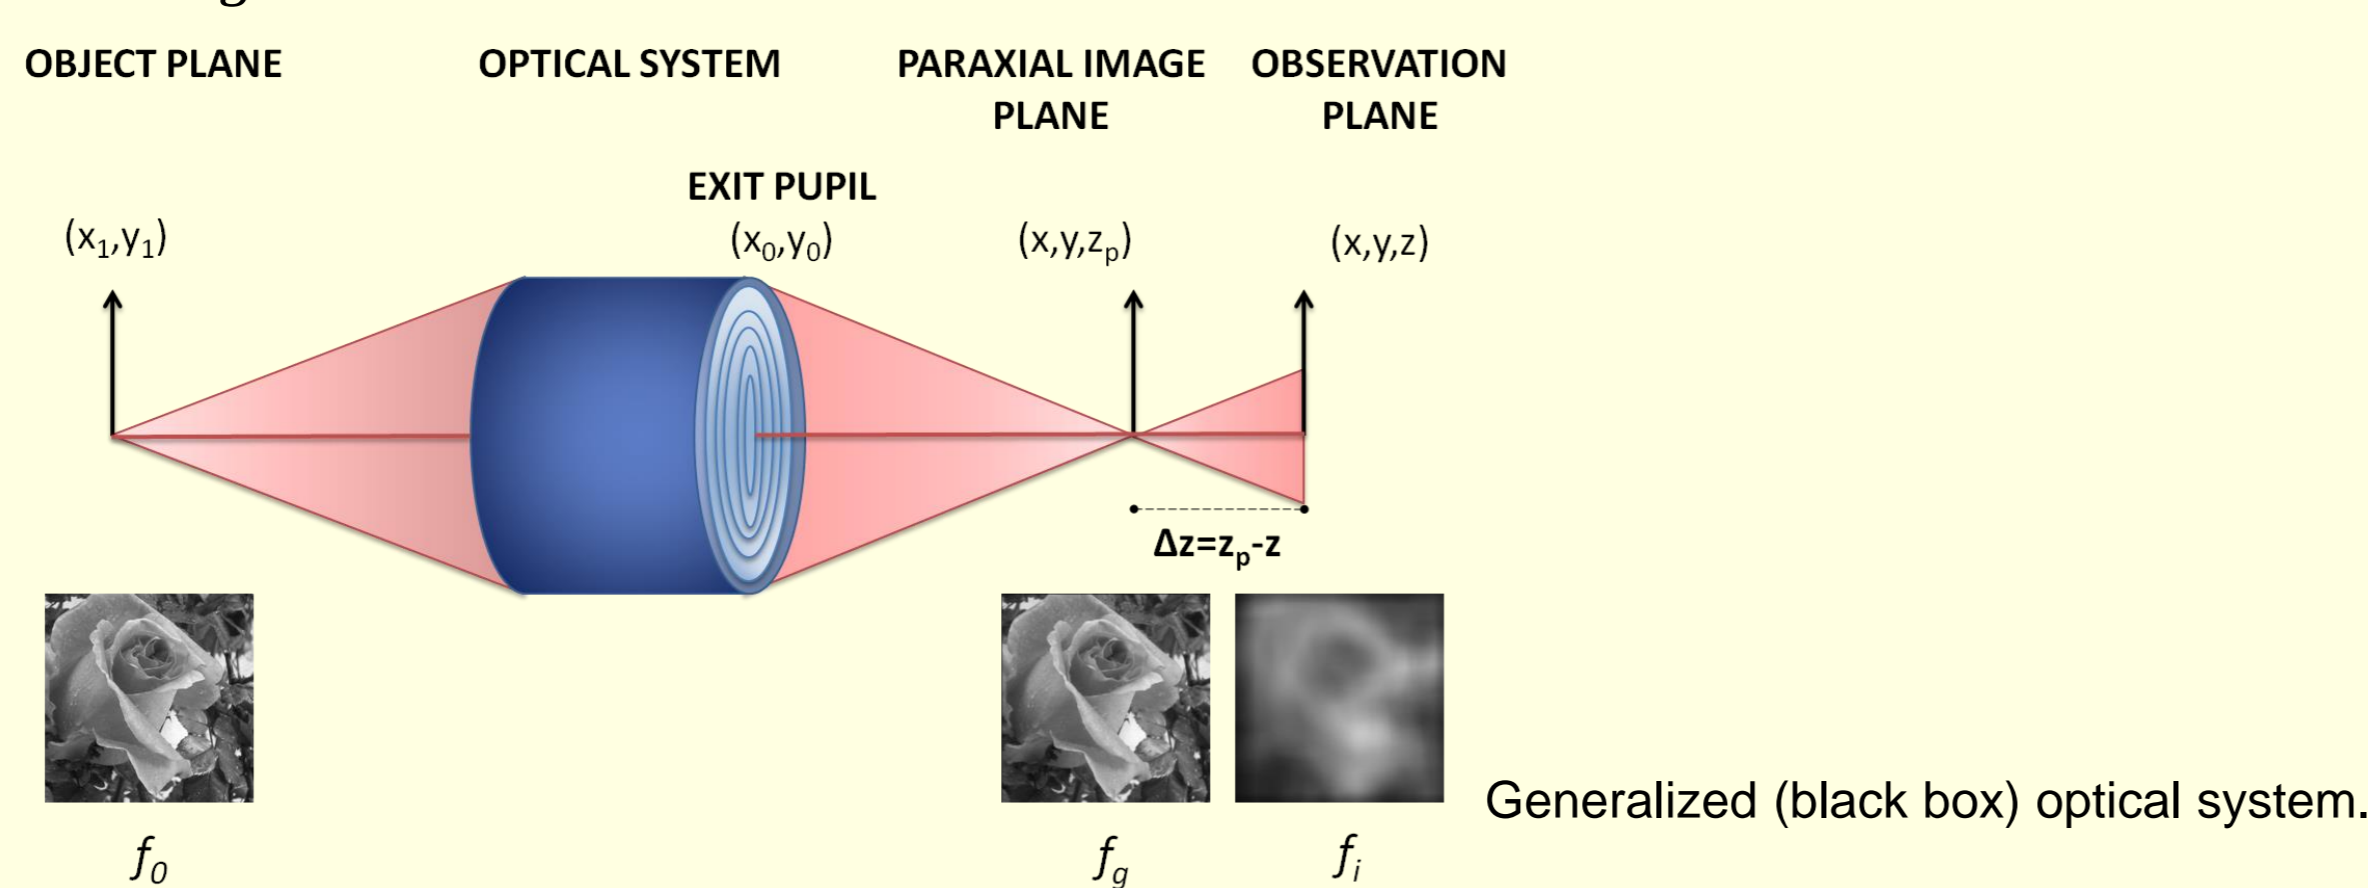 OBJECT PLANE
OPTICAL SYSTEM
PARAXIAL IMAGE
PLANE
OBSERVATION
PLANE
EXIT PUPIL
(x₁,y₁)
(x₀,y₀)
(x,y,zₚ)
(x,y,z)
Δz=zₚ-z
Generalized (black box) optical system.
f₀
f_g
fᵢ